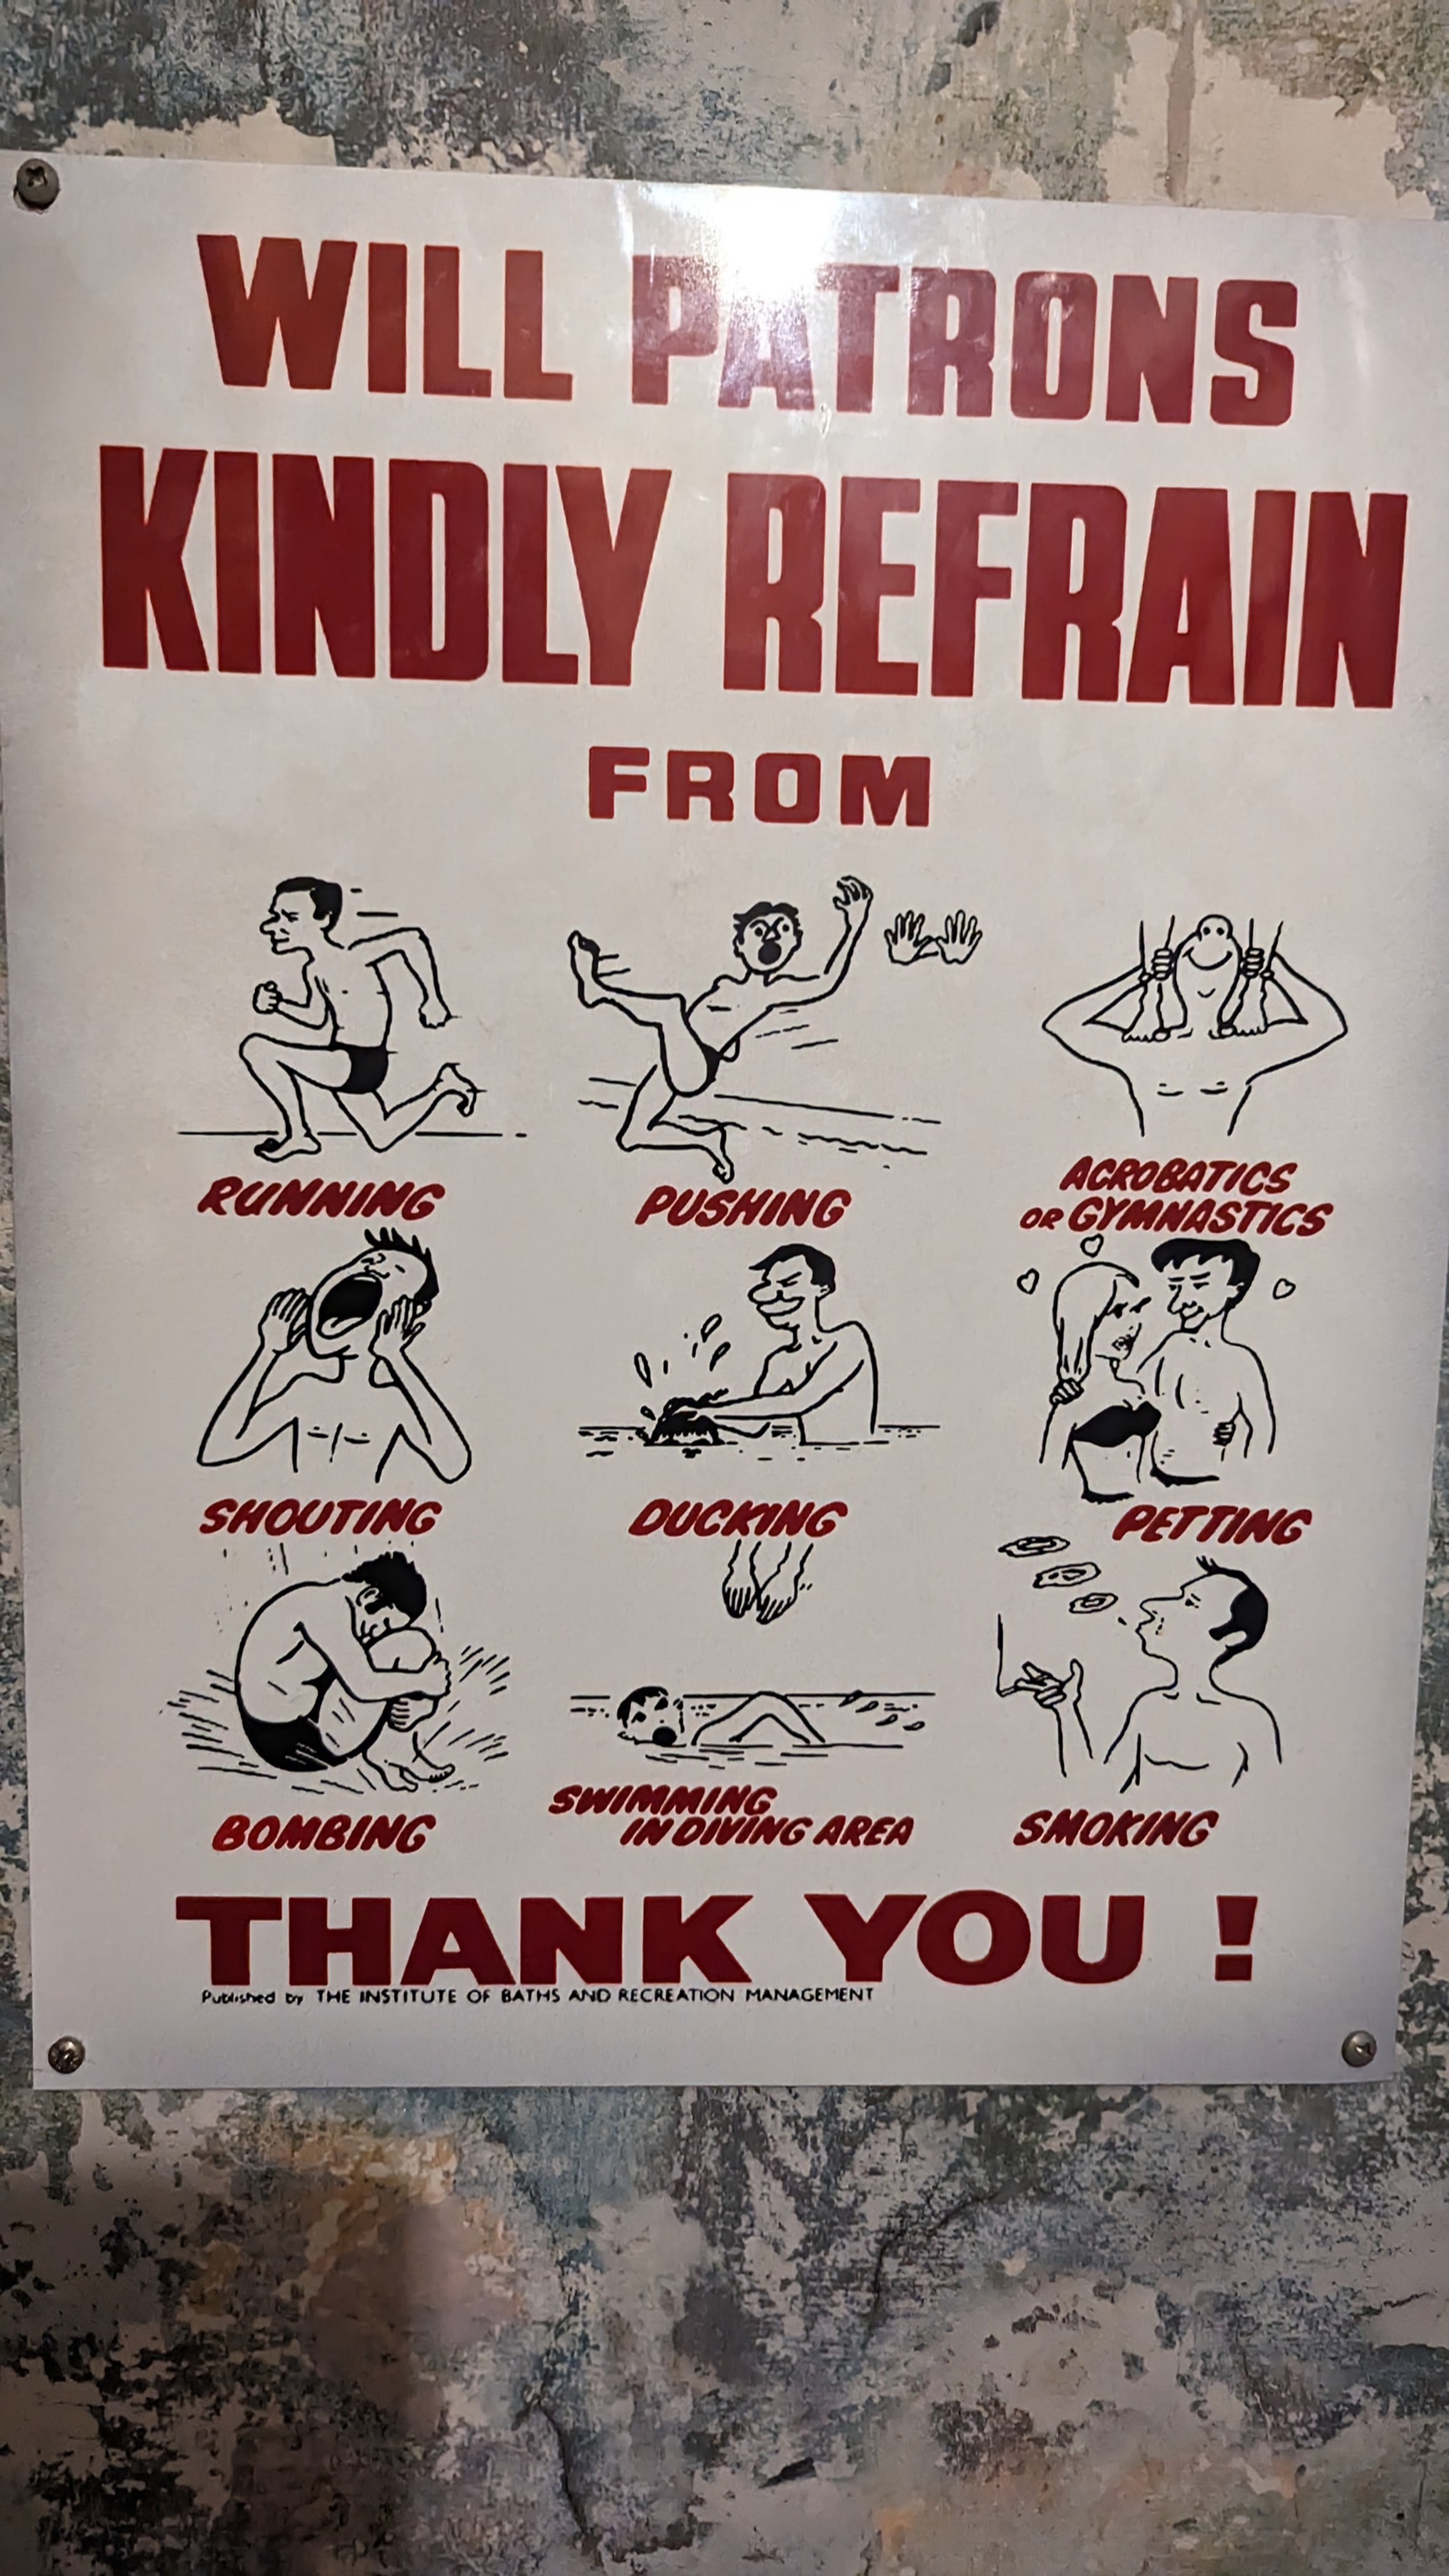 WILL PATRONS
KINDLY REFRAIN
FROM
RUNNING
PUSHING
ACROBATICS
OR GYMNASTICS
SHOUTING
DUCKING
PETTING
BOMBING
SWIMMING
IN DIVING AREA
SMOKING
THANK YOU !
Published by THE INSTITUTE OF BATHS AND RECREATION MANAGEMENT